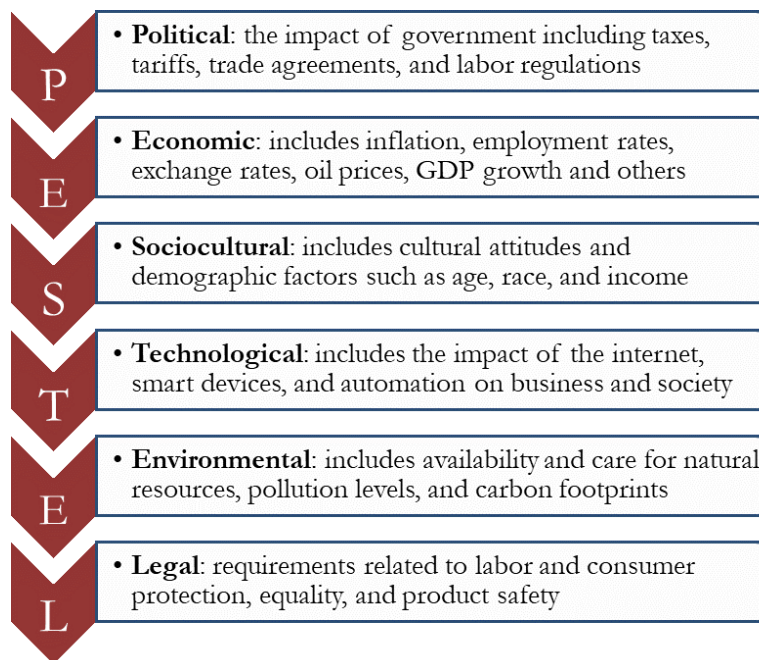 P
• Political: the impact of government including taxes,
tariffs, trade agreements, and labor regulations
E
• Economic: includes inflation, employment rates,
exchange rates, oil prices, GDP growth and others
S
• Sociocultural: includes cultural attitudes and
demographic factors such as age, race, and income
T
• Technological: includes the impact of the internet,
smart devices, and automation on business and society
E
• Environmental: includes availability and care for natural
resources, pollution levels, and carbon footprints
L
• Legal: requirements related to labor and consumer
protection, equality, and product safety